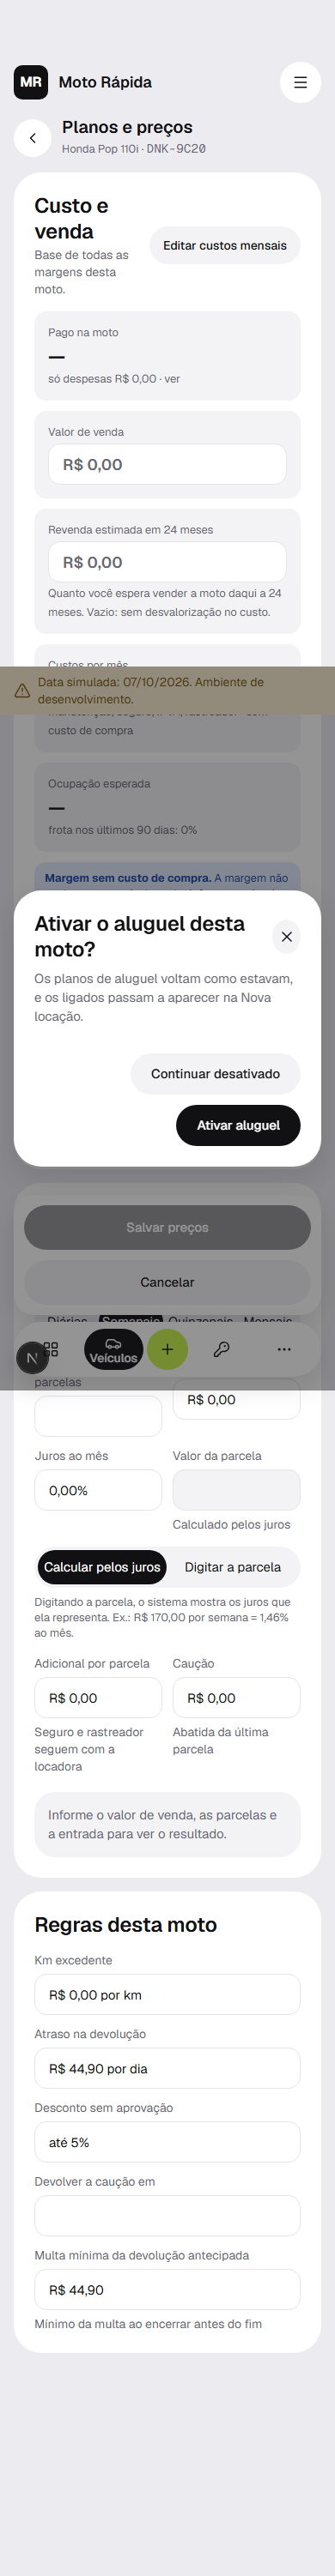 MR
Moto Rápida
Planos e preços
Honda Pop 110i · DNK-9C20
Custo e
venda
Base de todas as
margens desta
moto.
Editar custos mensais
Pago na moto
—
só despesas R$ 0,00 · ver
Valor de venda
R$ 0,00
Revenda estimada em 24 meses
R$ 0,00
Quanto você espera vender a moto daqui a 24
meses. Vazio: sem desvalorização no custo.
Custos por mês
Data simulada: 07/10/2026. Ambiente de
desenvolvimento.
custo de compra
Ocupação esperada
—
frota nos últimos 90 dias: 0%
Margem sem custo de compra. A margem não
Ativar o aluguel desta
moto?
Os planos de aluguel voltam como estavam,
e os ligados passam a aparecer na Nova
locação.
Continuar desativado
Ativar aluguel
Salvar preços
Cancelar
Diárias Semanais Quinzenais Mensais
N
Veículos
parcelas
R$ 0,00
Juros ao mês
Valor da parcela
0,00%
Calculado pelos juros
Calcular pelos juros
Digitar a parcela
Digitando a parcela, o sistema mostra os juros que
ela representa. Ex.: R$ 170,00 por semana = 1,46%
ao mês.
Adicional por parcela
Caução
R$ 0,00
R$ 0,00
Seguro e rastreador
seguem com a
locadora
Abatida da última
parcela
Informe o valor de venda, as parcelas e
a entrada para ver o resultado.
Regras desta moto
Km excedente
R$ 0,00 por km
Atraso na devolução
R$ 44,90 por dia
Desconto sem aprovação
até 5%
Devolver a caução em
Multa mínima da devolução antecipada
R$ 44,90
Mínimo da multa ao encerrar antes do fim